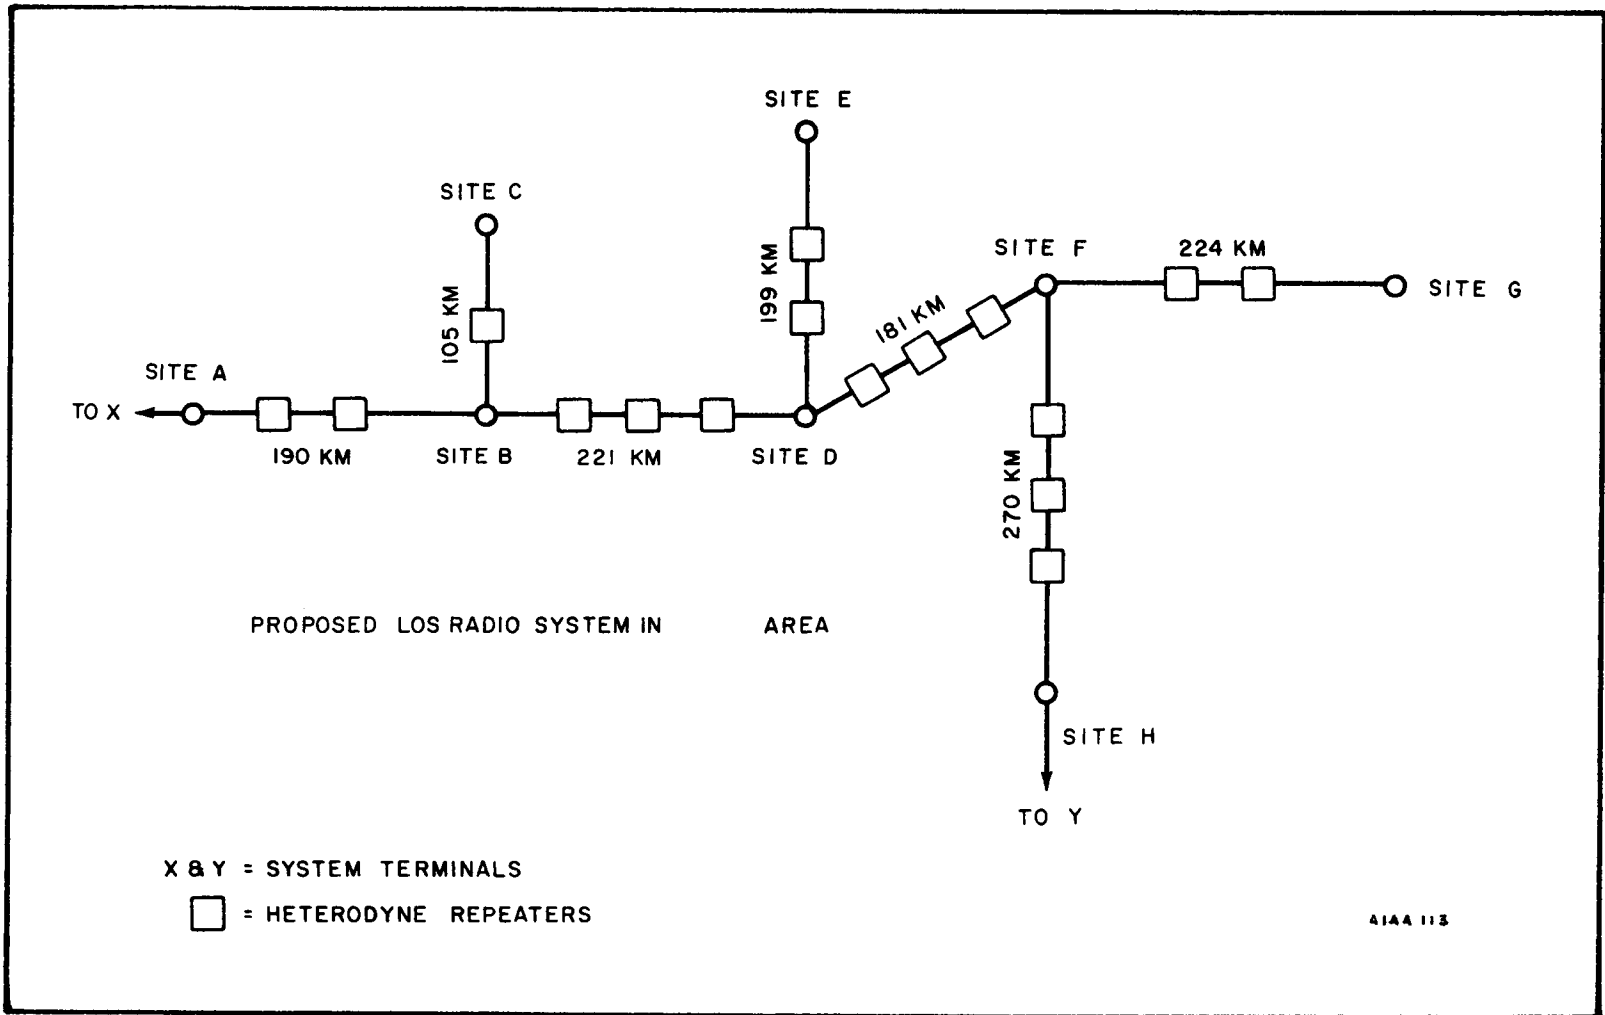 SITE E
SITE C
199 KM
SITE F
224 KM
SITE G
105 KM
181 KM
SITE A
TO X
190 KM
SITE B
221 KM
SITE D
270 KM
PROPOSED LOS RADIO SYSTEM IN AREA
SITE H
TO Y
X & Y = SYSTEM TERMINALS
= HETERODYNE REPEATERS
A1AA 113